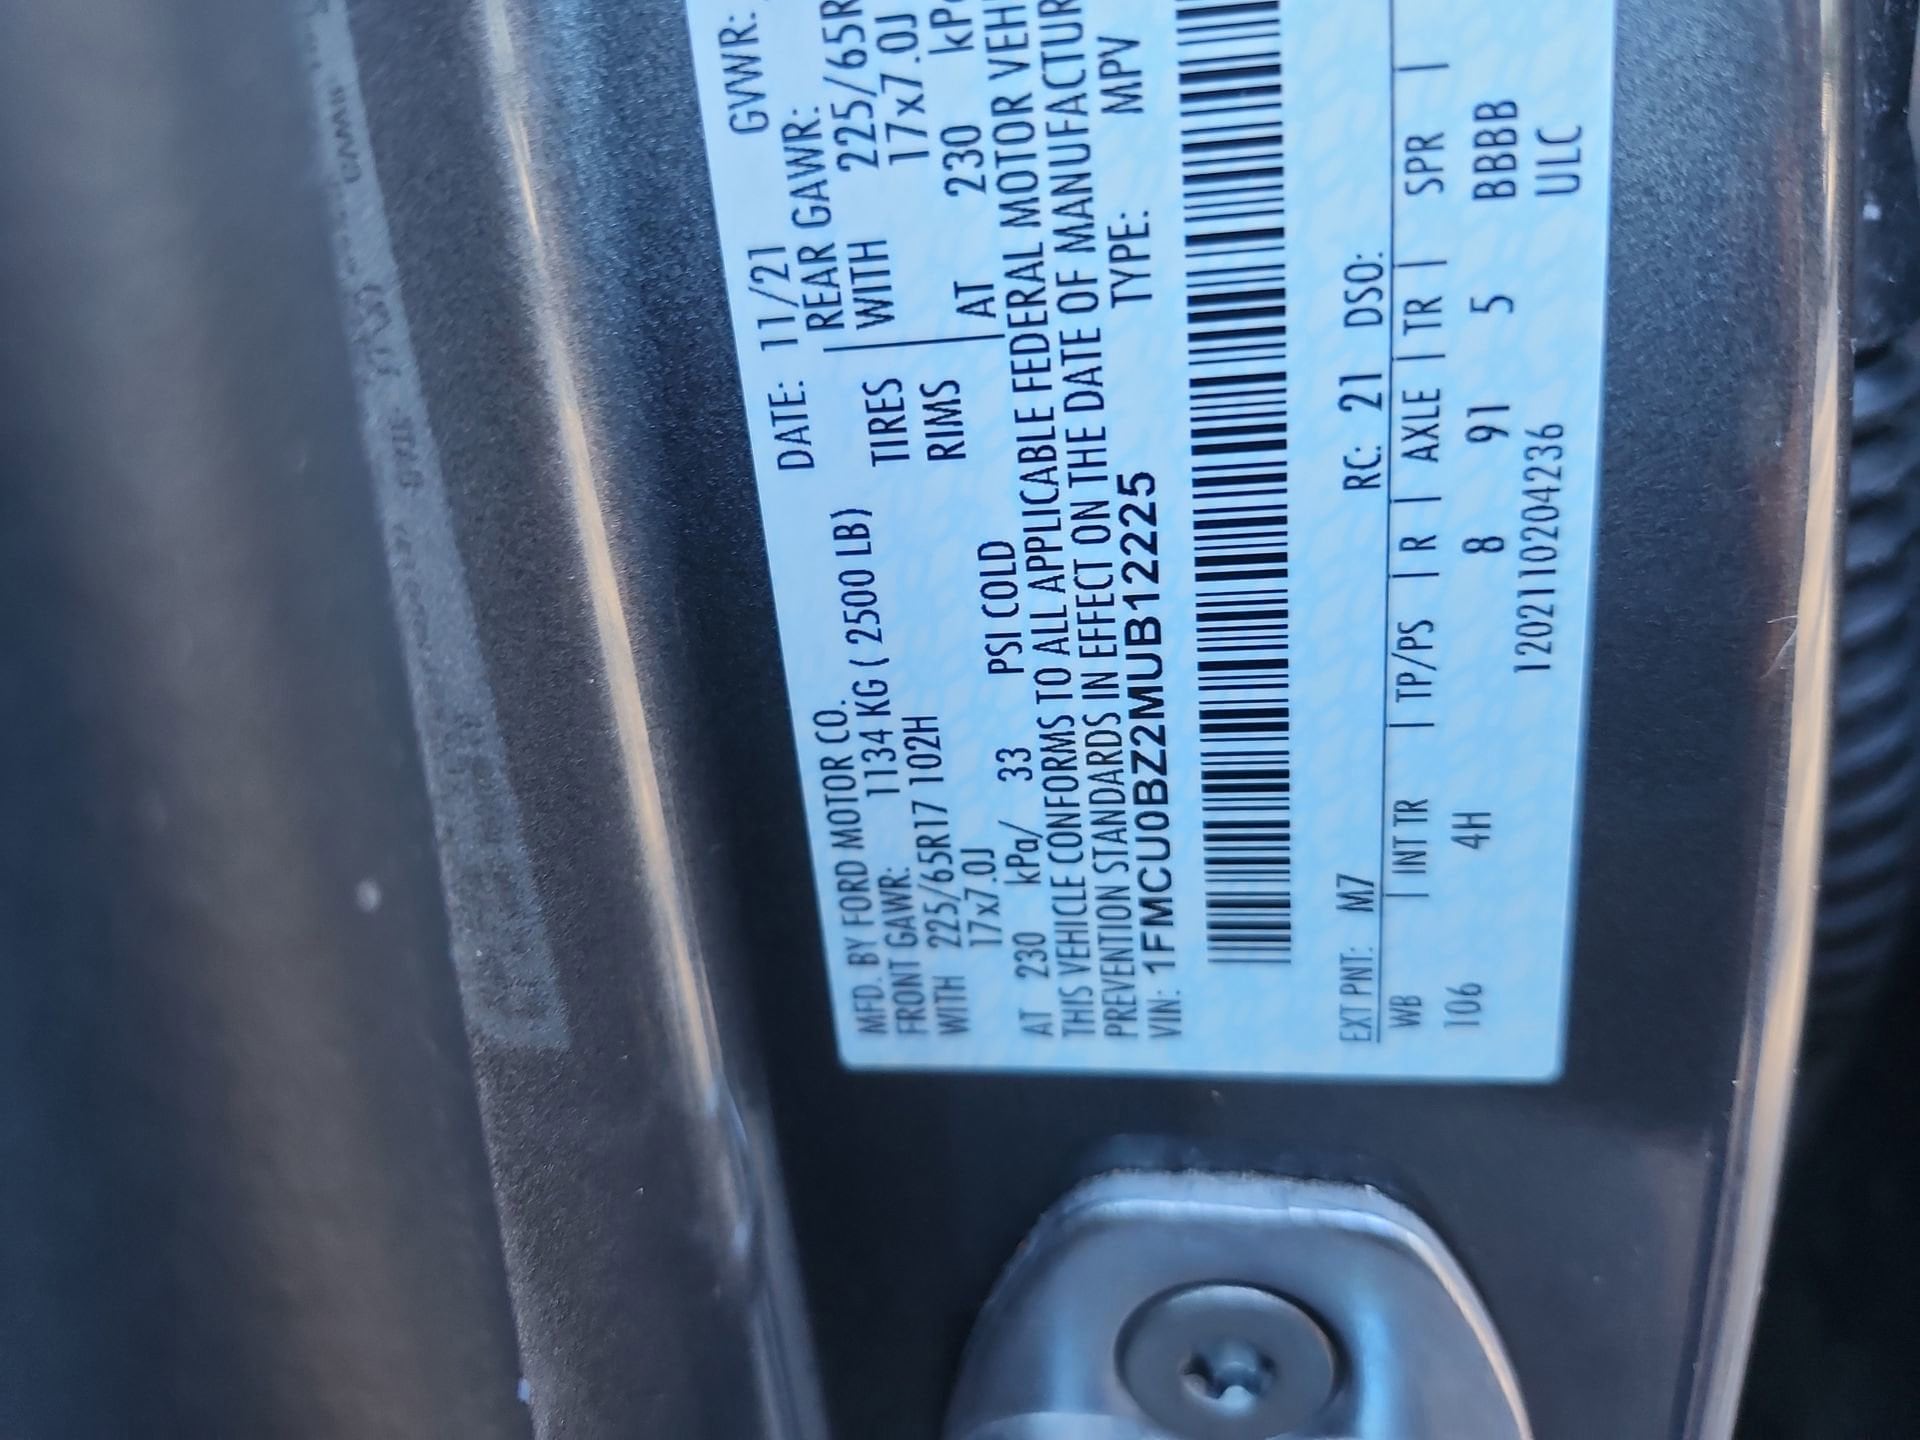 MFD. BY FORD MOTOR CO.
DATE: 11/21
GVWR:
FRONT GAWR:
1134 KG ( 2500 LB)
REAR GAWR:
WITH 225/65R17 102H
TIRES
WITH 225/65R
17x7.0J
RIMS
17x7.0J
AT 230 kPa/ 33 PSI COLD
AT 230 kPa
THIS VEHICLE CONFORMS TO ALL APPLICABLE FEDERAL MOTOR VEH
PREVENTION STANDARDS IN EFFECT ON THE DATE OF MANUFACTUR
VIN: 1FMCU0BZ2MUB12225
TYPE: MPV
EXT PNT: M7
RC: 21 DSO:
WB | INT TR | TP/PS | R | AXLE | TR | SPR |
106 4H 8 91 5 BBBB
1202110204236 ULC